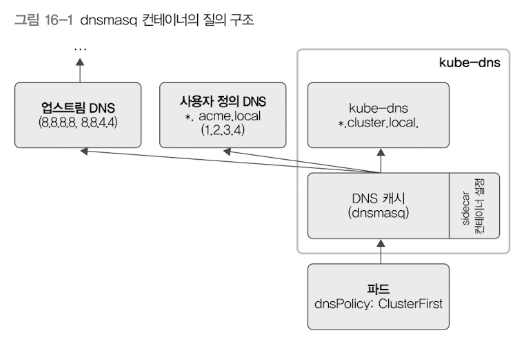 그림 16-1 dnsmasq 컨테이너의 질의 구조
...
kube-dns
업스트림 DNS
(8.8.8.8, 8.8.4.4)
사용자 정의 DNS
*. acme.local
(1.2.3.4)
kube-dns
*.cluster.local.
DNS 캐시
(dnsmasq)
sidecar
컨테이너 설정
파드
dnsPolicy: ClusterFirst